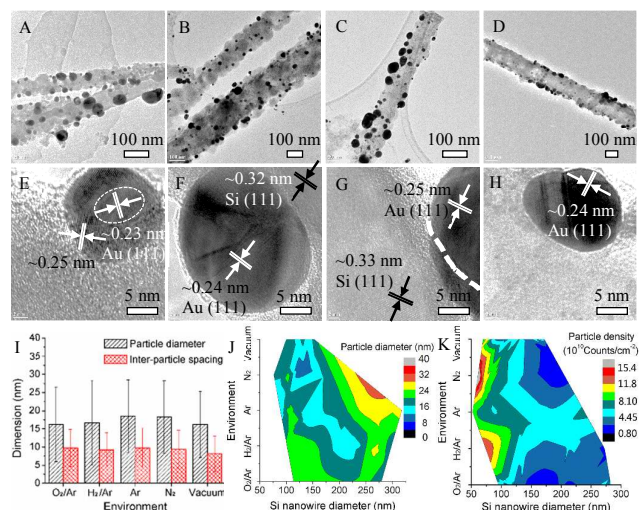 A
B
C
D
100 nm
100 nm
100 nm
100 nm
E
~0.23 nm
Au (111)
~0.25 nm
5 nm
F
~0.32 nm
Si (111)
~0.24 nm
Au (111)
5 nm
G
~0.25 nm
Au (111)
~0.33 nm
Si (111)
5 nm
H
~0.24 nm
Au (111)
5 nm
I
Particle diameter
Inter-particle spacing
Dimension (nm)
40
35
30
25
20
15
10
5
0
O₂/Ar
H₂/Ar
Ar
N₂
Vacuum
Environment
J
Particle diameter (nm)
40
32
24
16
8
0
Environment
Vacuum
N₂
Ar
H₂/Ar
O₂/Ar
50
100
150
200
250
300
Si nanowire diameter (nm)
K
Particle density
(10¹⁰Counts/cm⁻²)
15.4
11.8
8.10
4.45
0.80
Environment
Vacuum
N₂
Ar
H₂/Ar
O₂/Ar
50
100
150
200
250
300
Si nanowire diameter (nm)